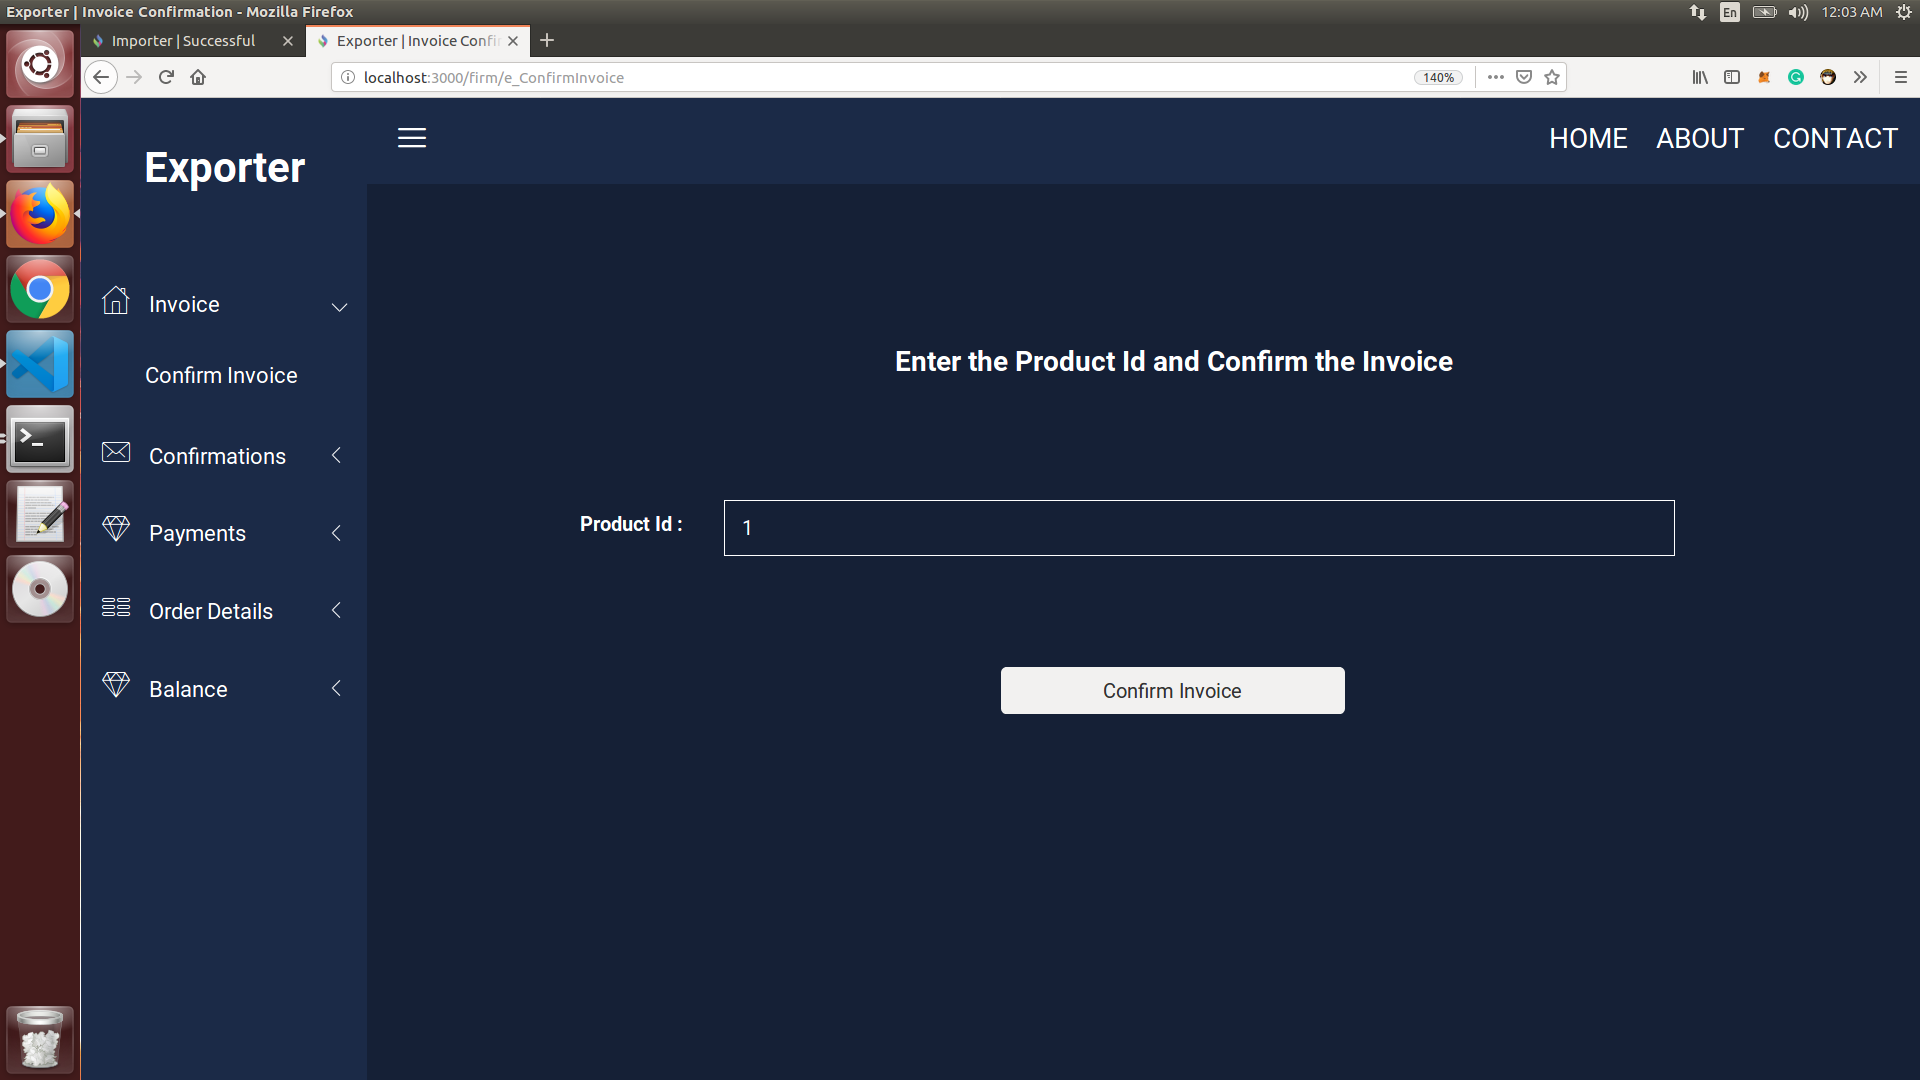 Exporter | Invoice Confirmation - Mozilla Firefox
En
12:03 AM
Importer | Successful
Exporter | Invoice Confi
localhost:3000/firm/e_ConfirmInvoice
140%
Exporter
HOME ABOUT CONTACT
Invoice
Confirm Invoice
Confirmations
Payments
Order Details
Balance
Enter the Product Id and Confirm the Invoice
Product Id : 1
Confirm Invoice